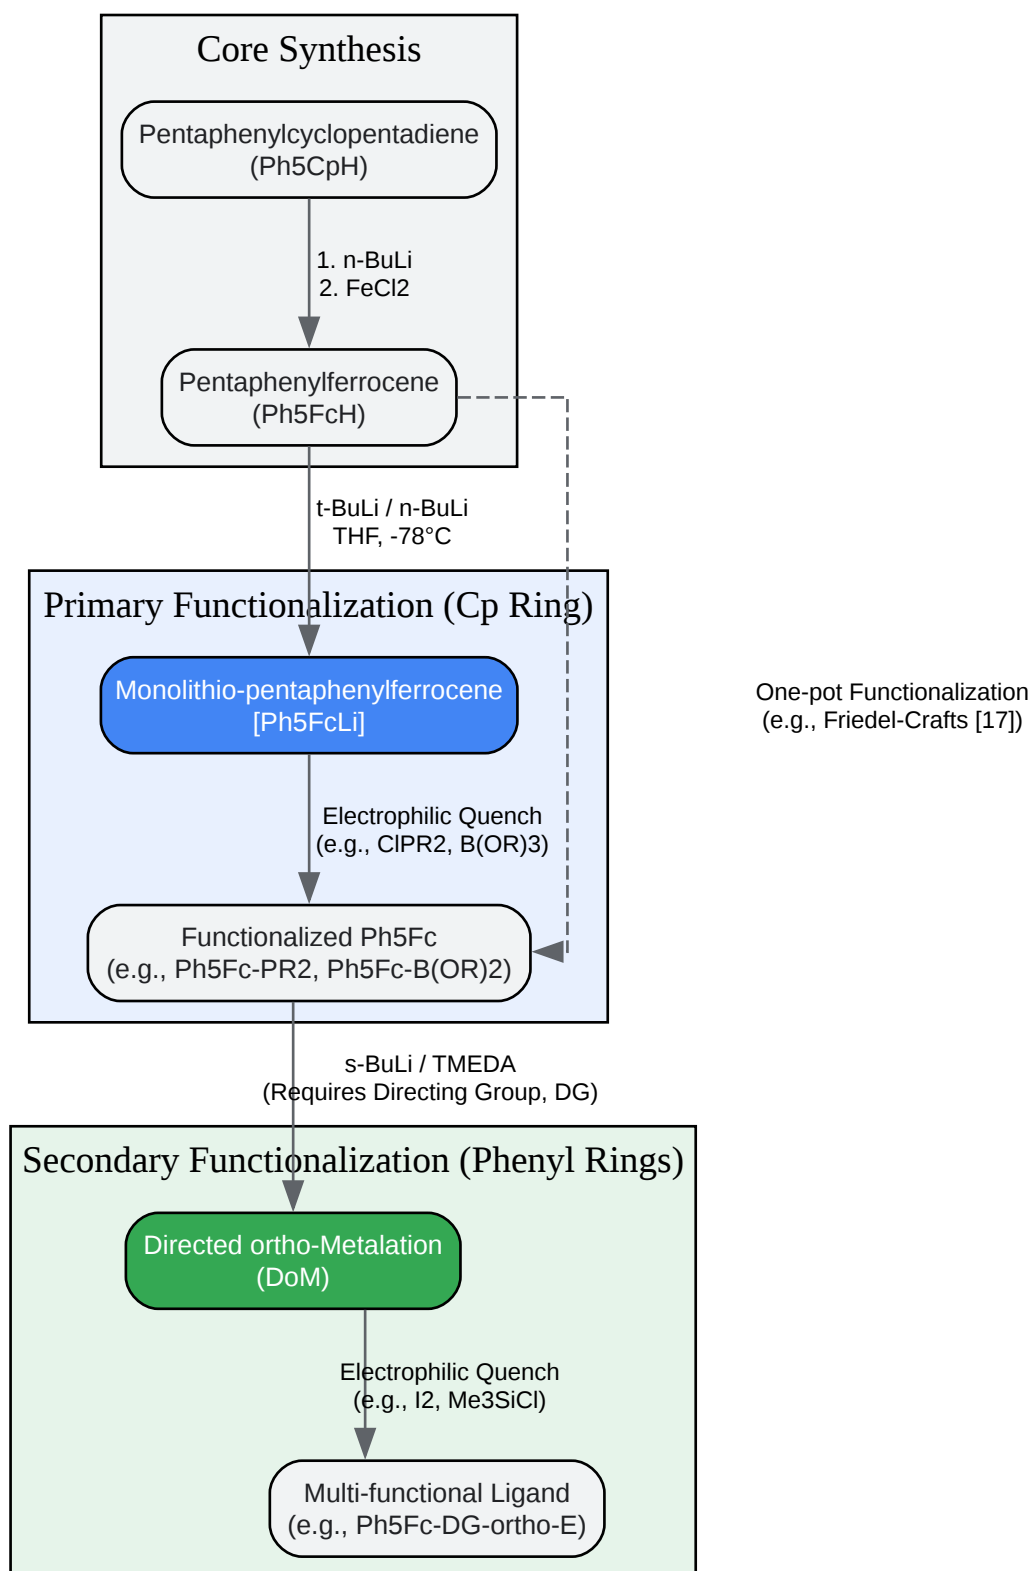 Core Synthesis
Pentaphenylcyclopentadiene
(Ph5CpH)
1. n-BuLi
2. FeCl2
Pentaphenylferrocene
(Ph5FcH)
t-BuLi / n-BuLi
THF, -78°C
Primary Functionalization (Cp Ring)
Monolithio-pentaphenylferrocene
[Ph5FcLi]
One-pot Functionalization
(e.g., Friedel-Crafts [17])
Electrophilic Quench
(e.g., ClPR2, B(OR)3)
Functionalized Ph5Fc
(e.g., Ph5Fc-PR2, Ph5Fc-B(OR)2)
s-BuLi / TMEDA
(Requires Directing Group, DG)
Secondary Functionalization (Phenyl Rings)
Directed ortho-Metalation
(DoM)
Electrophilic Quench
(e.g., I2, Me3SiCl)
Multi-functional Ligand
(e.g., Ph5Fc-DG-ortho-E)